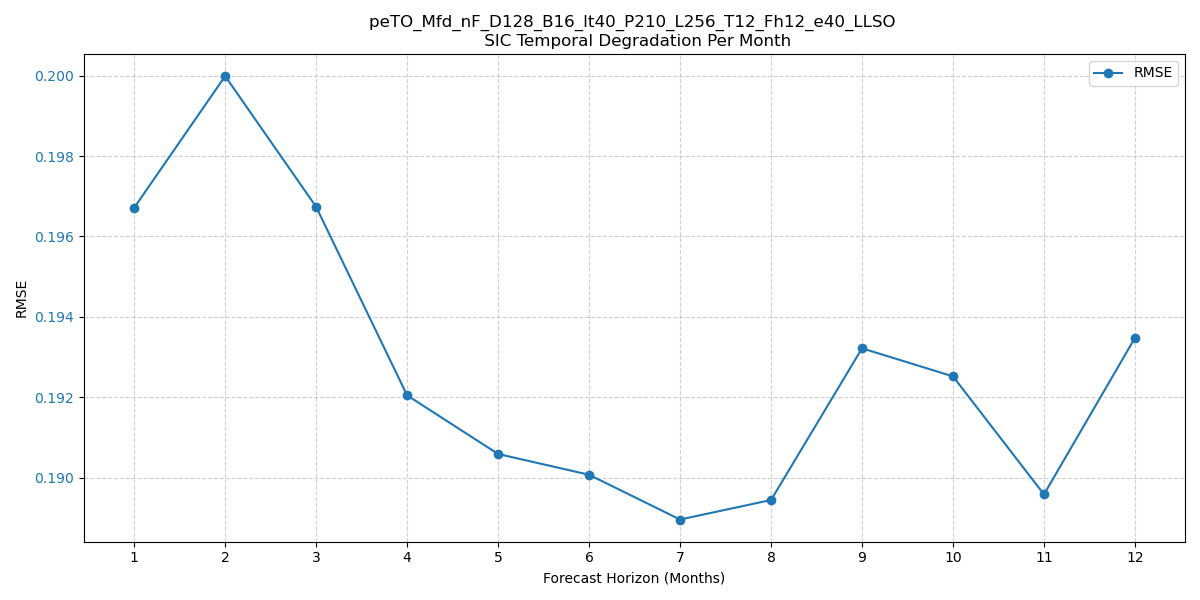 peTO_Mfd_nF_D128_B16_lt40_P210_L256_T12_Fh12_e40_LLSO
SIC Temporal Degradation Per Month
RMSE
0.200
0.198
0.196
0.194
0.192
0.190
RMSE
1 2 3 4 5 6 7 8 9 10 11 12
Forecast Horizon (Months)